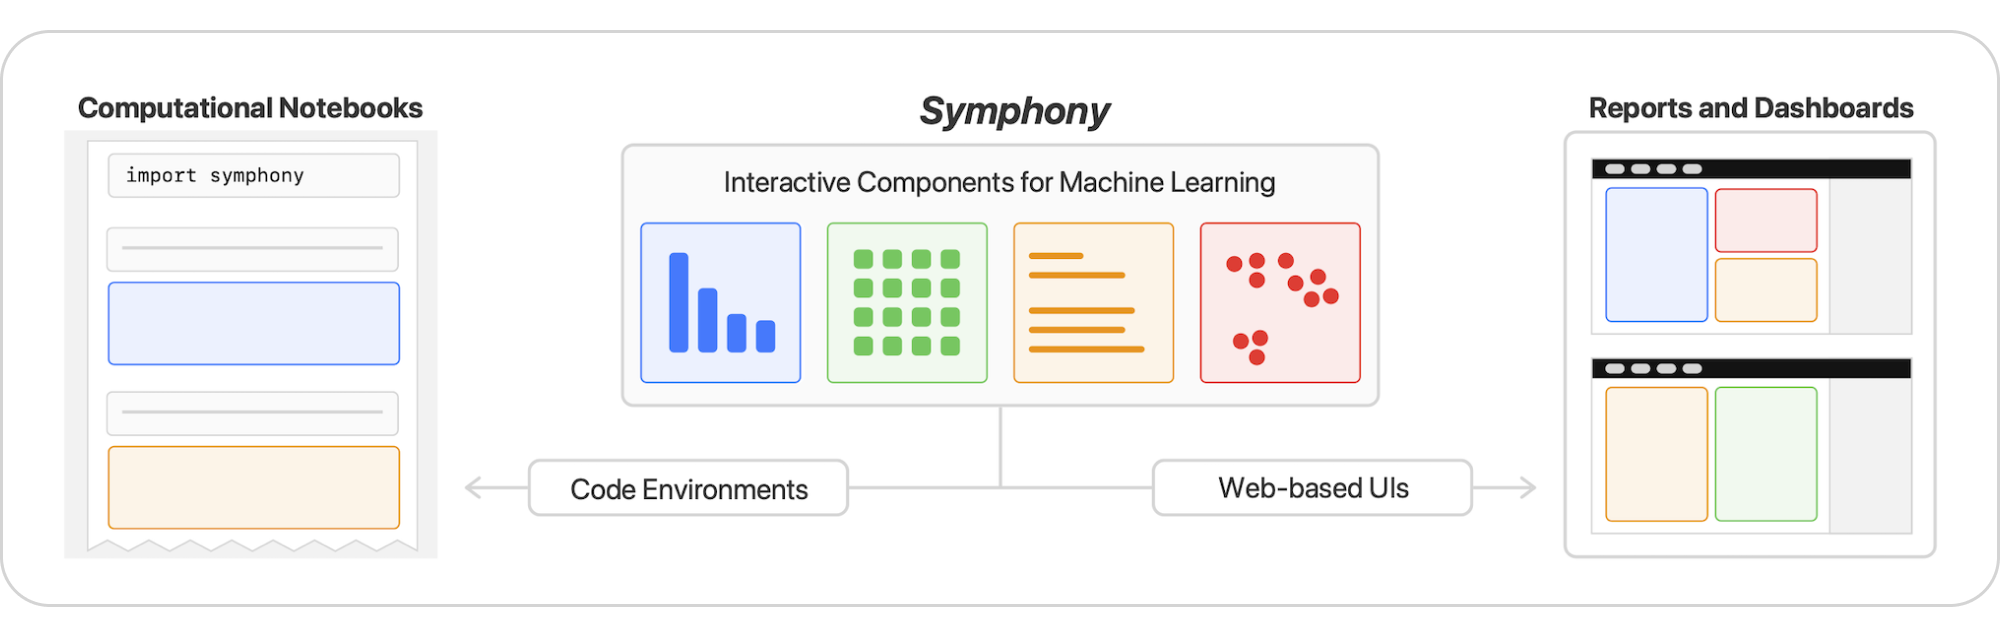 Computational Notebooks
import symphony
Symphony
Interactive Components for Machine Learning
Code Environments
Web-based UIs
Reports and Dashboards